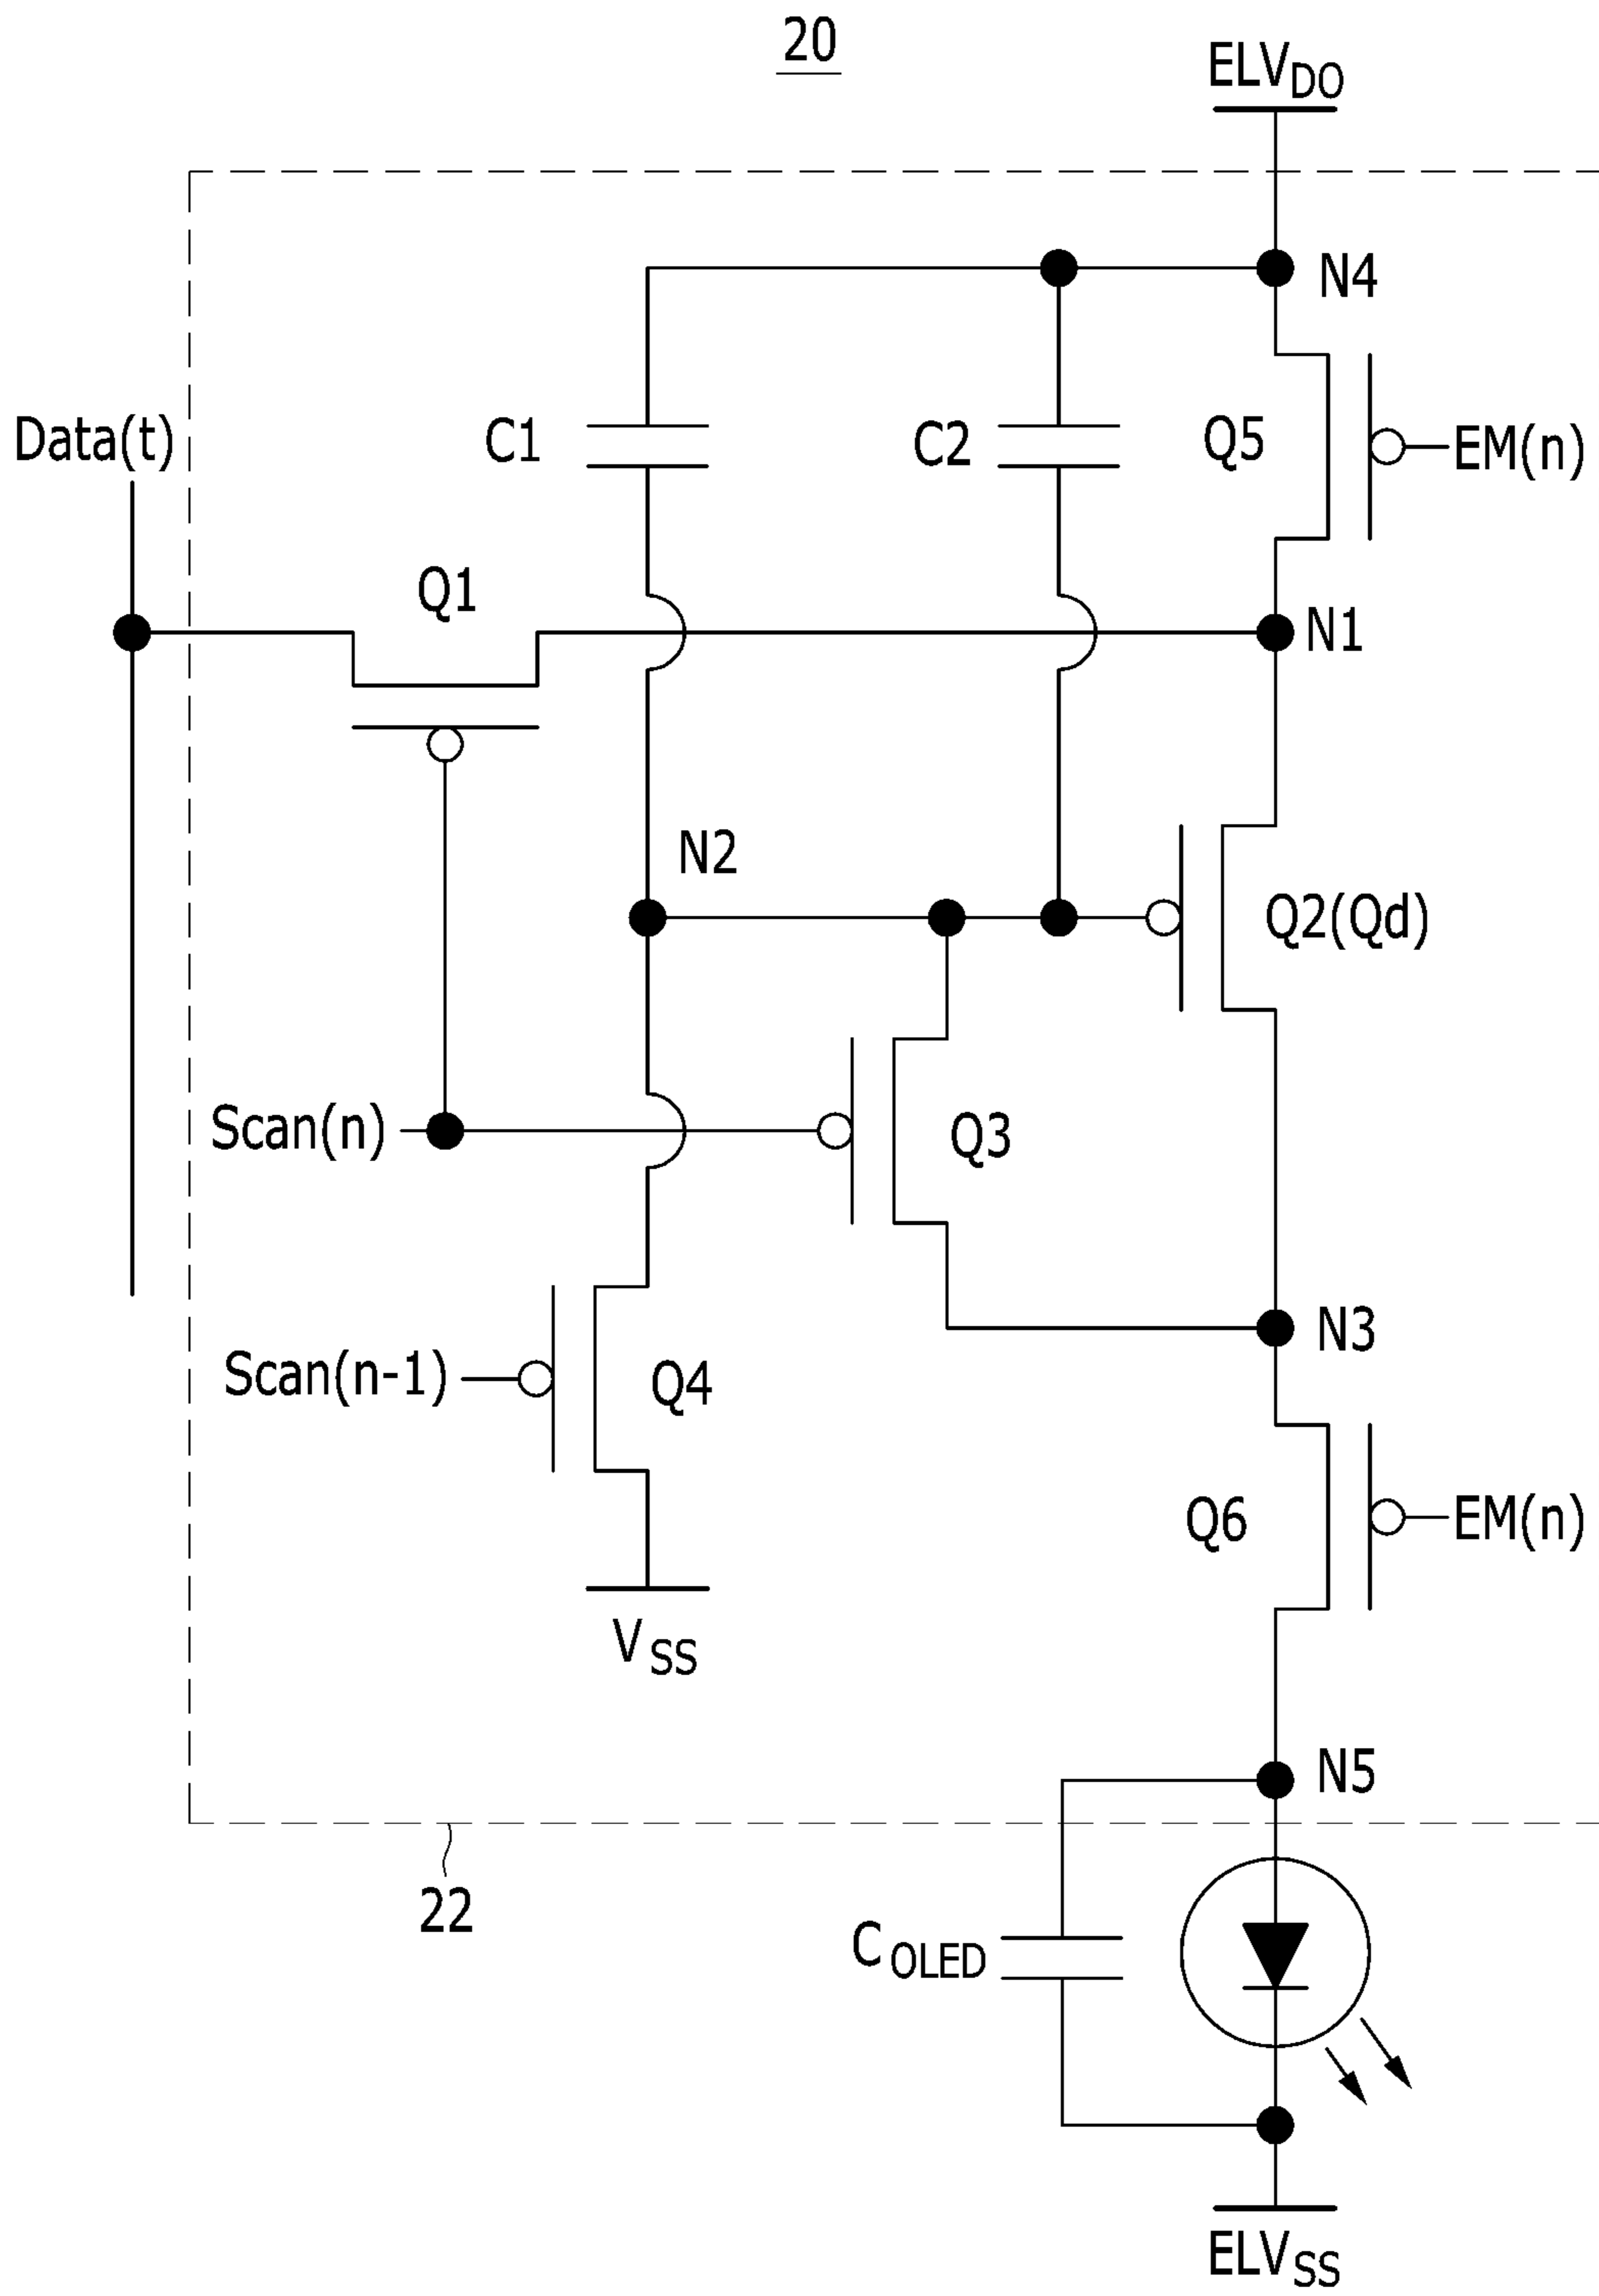 20
ELVDO
N4
Data(t)
C1
C2
Q5
EM(n)
Q1
N1
N2
Q2(Qd)
Scan(n)
Q3
N3
Scan(n-1)
Q4
Q6
EM(n)
VSS
N5
22
COLED
ELVSS